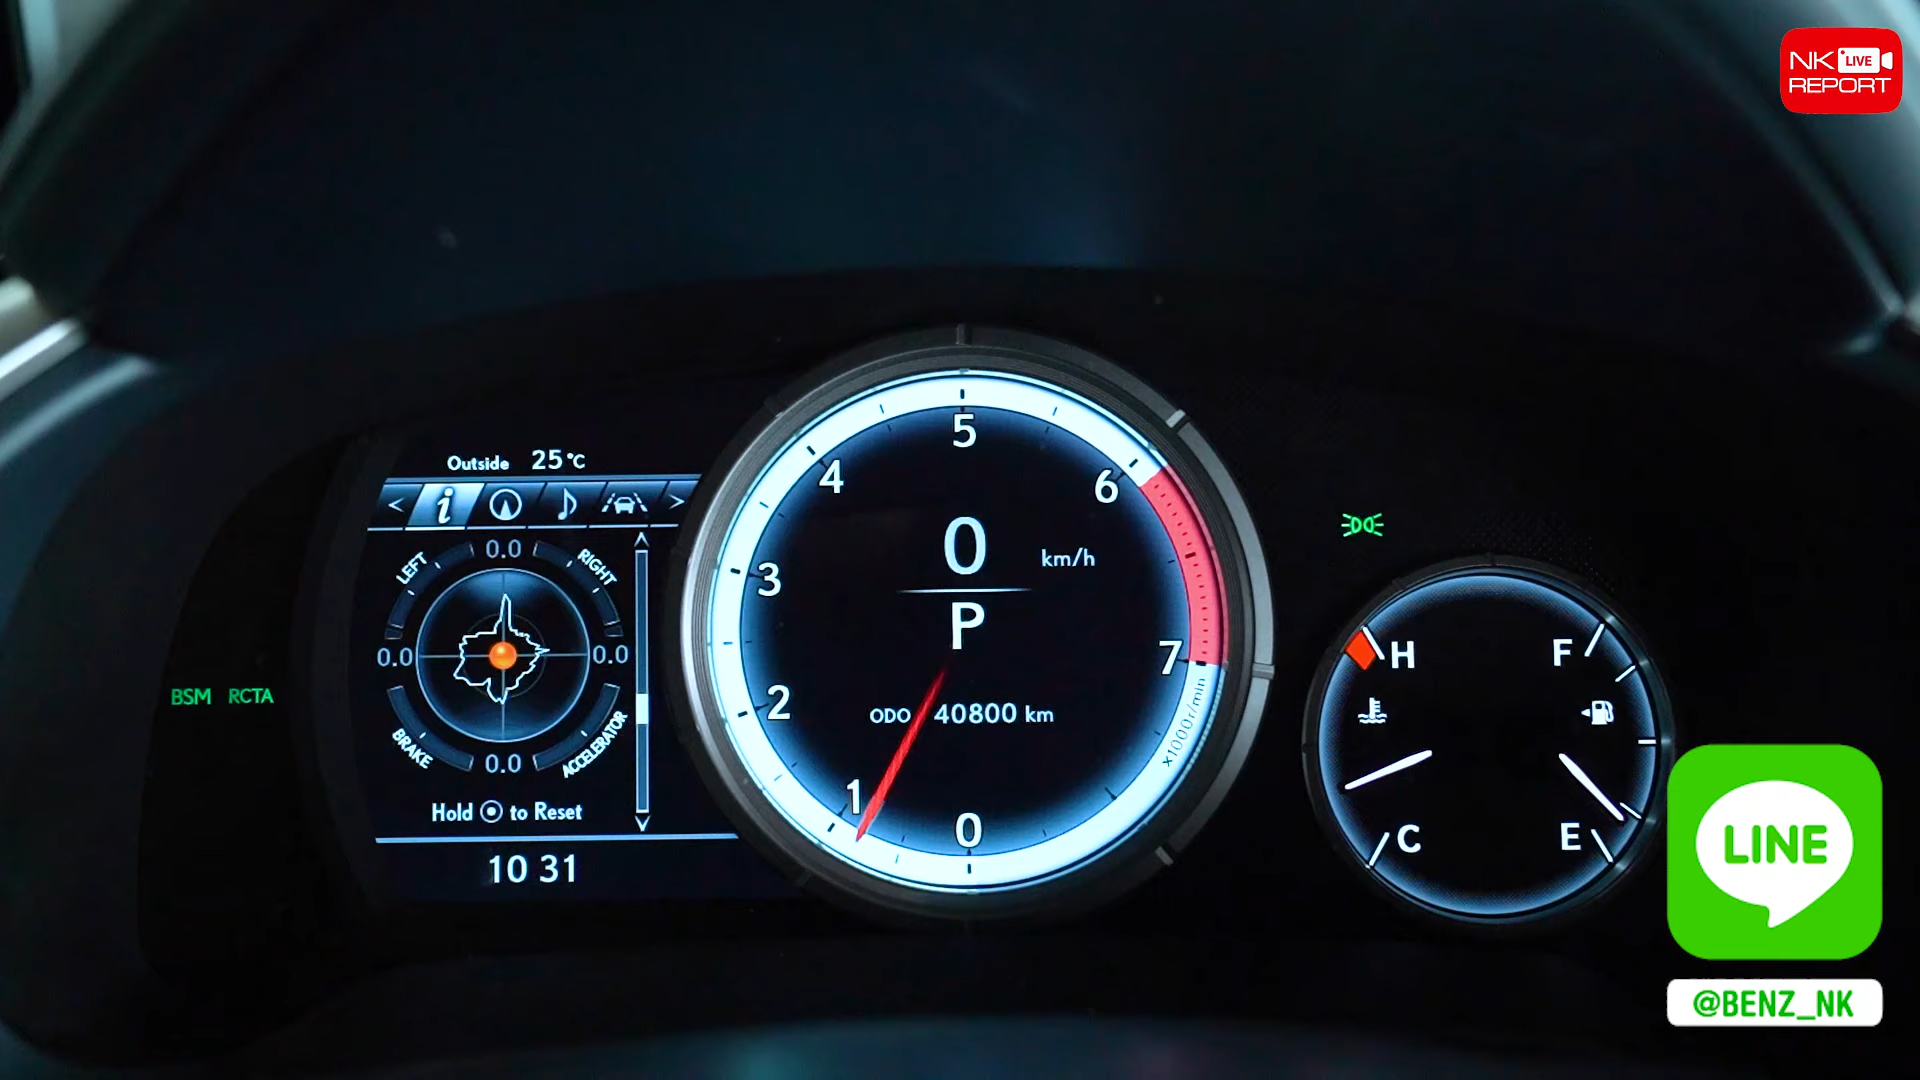 NK LIVE
REPORT
Outside 25°C
< i >
LEFT 0.0 RIGHT
0.0 0.0
BRAKE 0.0 ACCELERATOR
Hold to Reset
10 31
BSM RCTA
0 1 2 3 4 5 6 7
x1000r/min
0 km/h
P
ODO 40800 km
H F
C E
LINE
@BENZ_NK